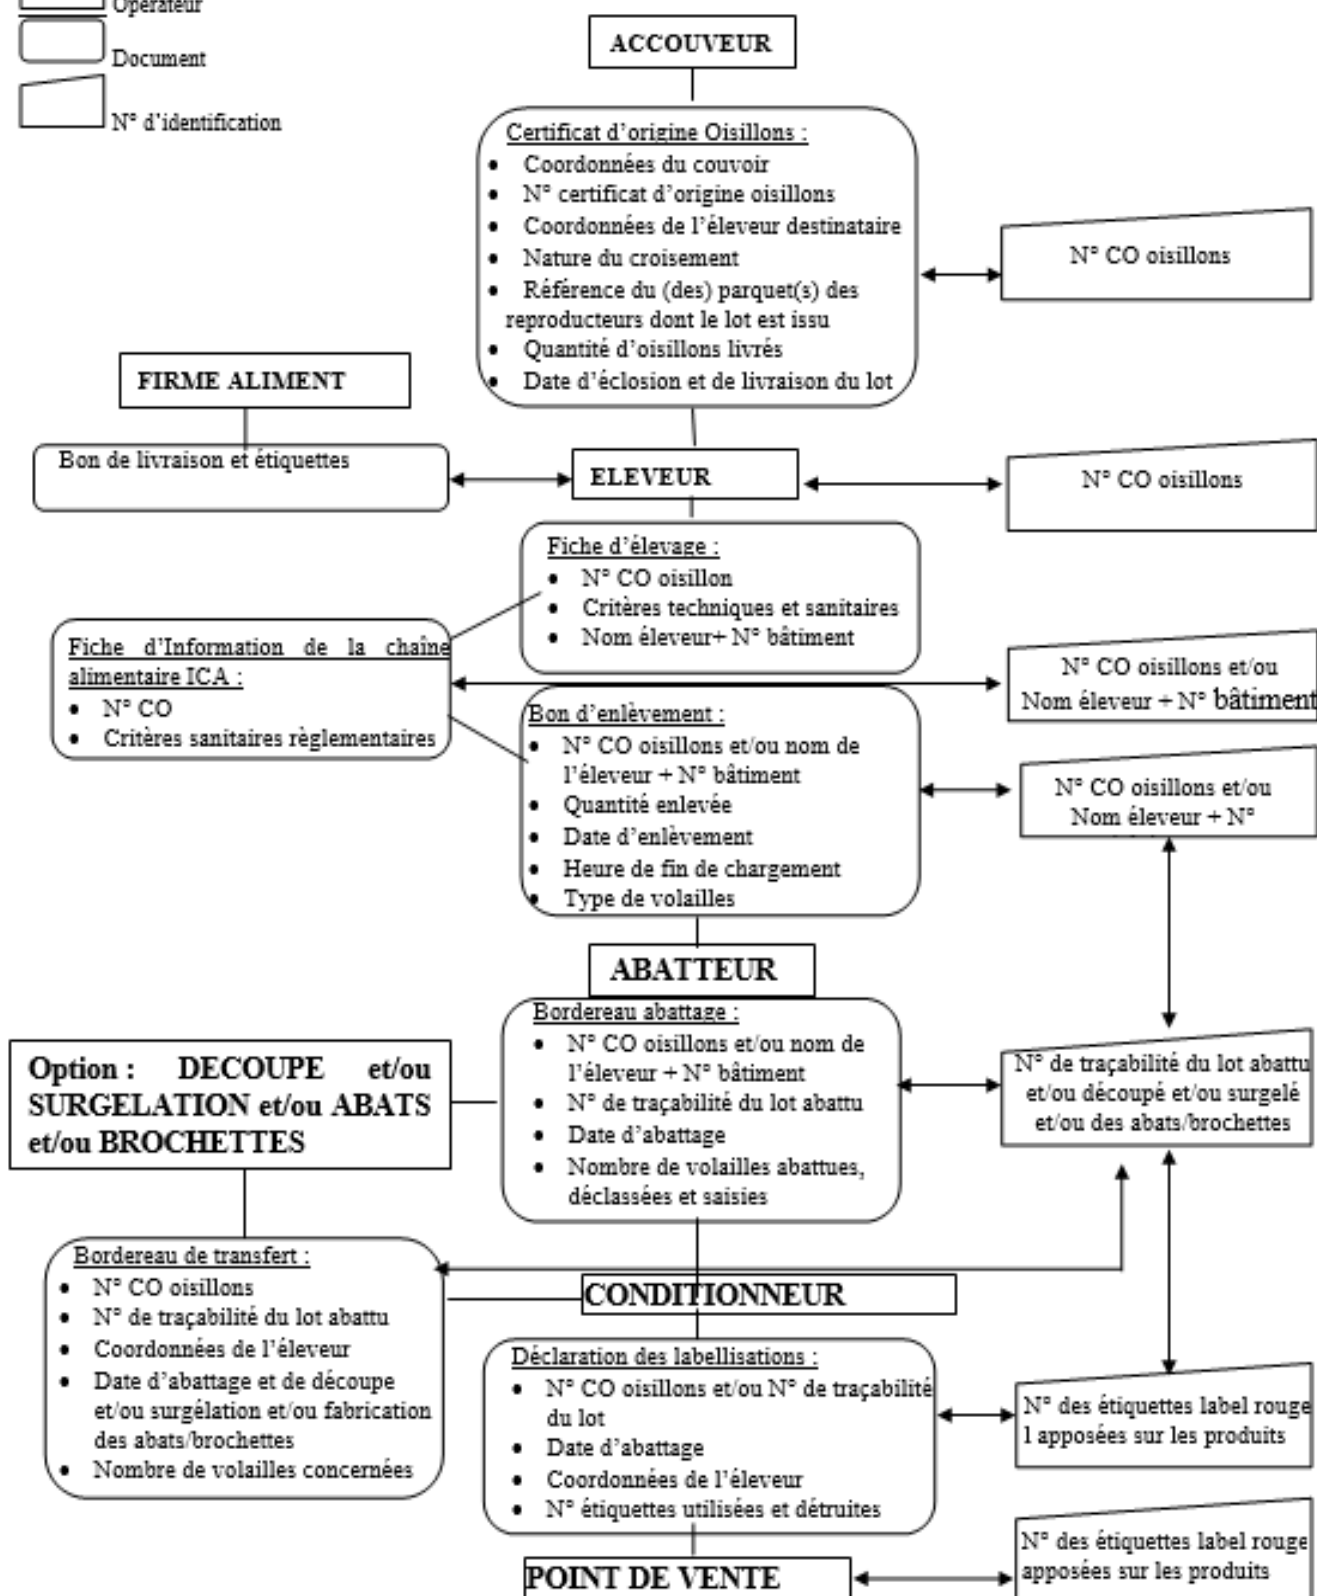 Opérateur
Document
N° d'identification
ACCOUVEUR
Certificat d'origine Oisillons :
• Coordonnées du couvoir
• N° certificat d'origine oisillons
• Coordonnées de l'éleveur destinataire
• Nature du croisement
• Référence du (des) parquet(s) des
reproducteurs dont le lot est issu
• Quantité d'oisillons livrés
• Date d'éclosion et de livraison du lot
N° CO oisillons
FIRME ALIMENT
Bon de livraison et étiquettes
ELEVEUR
N° CO oisillons
Fiche d'élevage :
• N° CO oisillon
• Critères techniques et sanitaires
• Nom éleveur+ N° bâtiment
Fiche d'Information de la chaîne
alimentaire ICA :
• N° CO
• Critères sanitaires règlementaires
N° CO oisillons et/ou
Nom éleveur + N° bâtiment
Bon d'enlèvement :
• N° CO oisillons et/ou nom de
l'éleveur + N° bâtiment
• Quantité enlevée
• Date d'enlèvement
• Heure de fin de chargement
• Type de volailles
N° CO oisillons et/ou
Nom éleveur + N°
ABATTEUR
Bordereau abattage :
• N° CO oisillons et/ou nom de
l'éleveur + N° bâtiment
• N° de traçabilité du lot abattu
• Date d'abattage
• Nombre de volailles abattues,
déclassées et saisies
Option : DECOUPE et/ou
SURGELATION et/ou ABATS
et/ou BROCHETTES
N° de traçabilité du lot abattu
et/ou découpé et/ou surgelé
et/ou des abats/brochettes
Bordereau de transfert :
• N° CO oisillons
• N° de traçabilité du lot abattu
• Coordonnées de l'éleveur
• Date d'abattage et de découpe
et/ou surgélation et/ou fabrication
des abats/brochettes
• Nombre de volailles concernées
CONDITIONNEUR
Déclaration des labellisations :
• N° CO oisillons et/ou N° de traçabilité
du lot
• Date d'abattage
• Coordonnées de l'éleveur
• N° étiquettes utilisées et détruites
N° des étiquettes label rouge
l apposées sur les produits
POINT DE VENTE
N° des étiquettes label rouge
apposées sur les produits